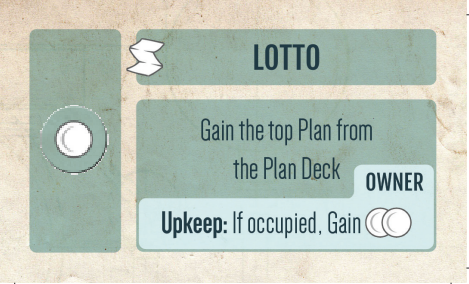 LOTTO
Gain the top Plan from
the Plan Deck
OWNER
Upkeep: If occupied, Gain